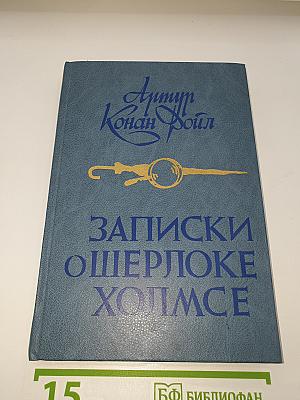 Артур
Конан Дойл
ЗАПИСКИ
О ШЕРЛОКЕ
ХОЛМСЕ
15
БФ БИБЛИОФАН